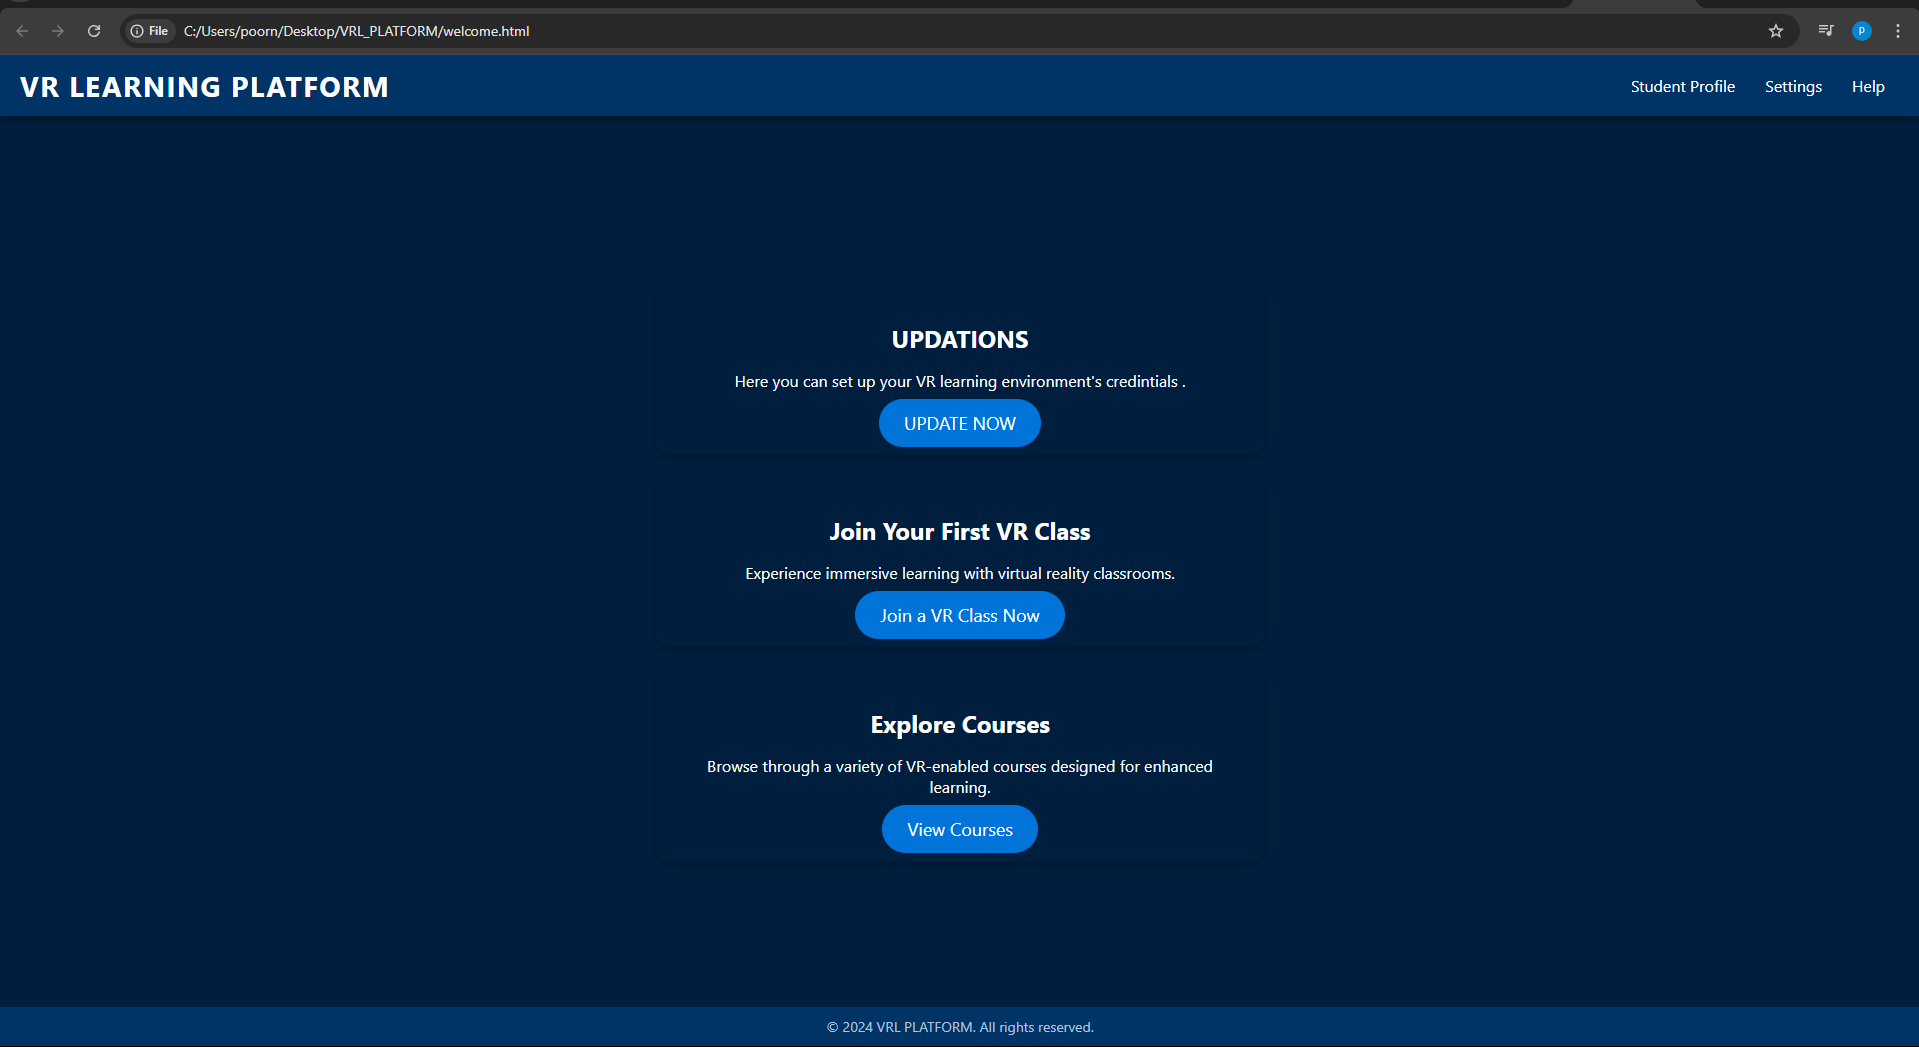 File C:/Users/poorn/Desktop/VRL_PLATFORM/welcome.html
p
VR LEARNING PLATFORM
Student Profile Settings Help
UPDATIONS
Here you can set up your VR learning environment's credintials .
UPDATE NOW
Join Your First VR Class
Experience immersive learning with virtual reality classrooms.
Join a VR Class Now
Explore Courses
Browse through a variety of VR-enabled courses designed for enhanced
learning.
View Courses
© 2024 VRL PLATFORM. All rights reserved.